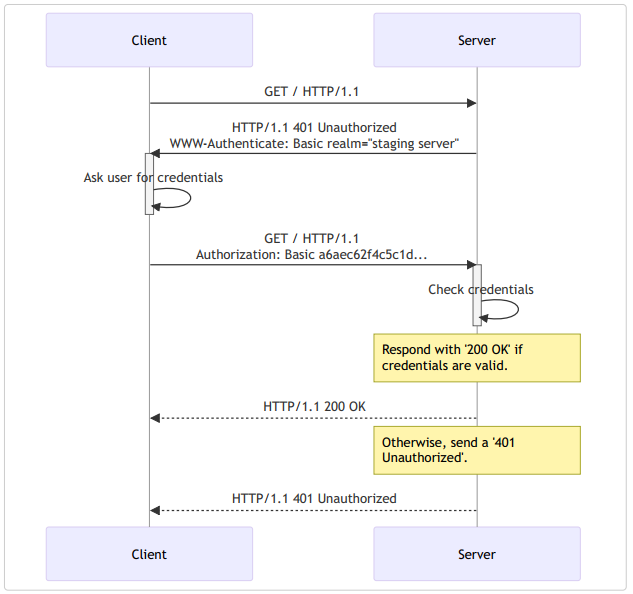 Client
Server
GET / HTTP/1.1
HTTP/1.1 401 Unauthorized
WWW-Authenticate: Basic realm="staging server"
Ask user for credentials
GET / HTTP/1.1
Authorization: Basic a6aec62f4c5c1d...
Check credentials
Respond with '200 OK' if
credentials are valid.
HTTP/1.1 200 OK
Otherwise, send a '401
Unauthorized'.
HTTP/1.1 401 Unauthorized
Client
Server